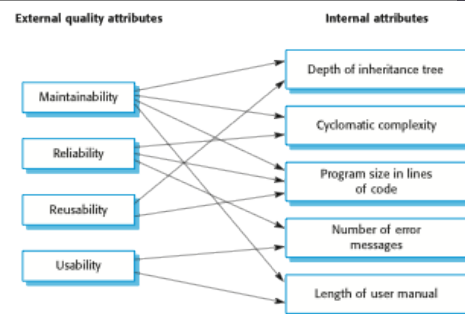 External quality attributes
Internal attributes
Maintainability
Reliability
Reusability
Usability
Depth of inheritance tree
Cyclomatic complexity
Program size in lines
of code
Number of error
messages
Length of user manual